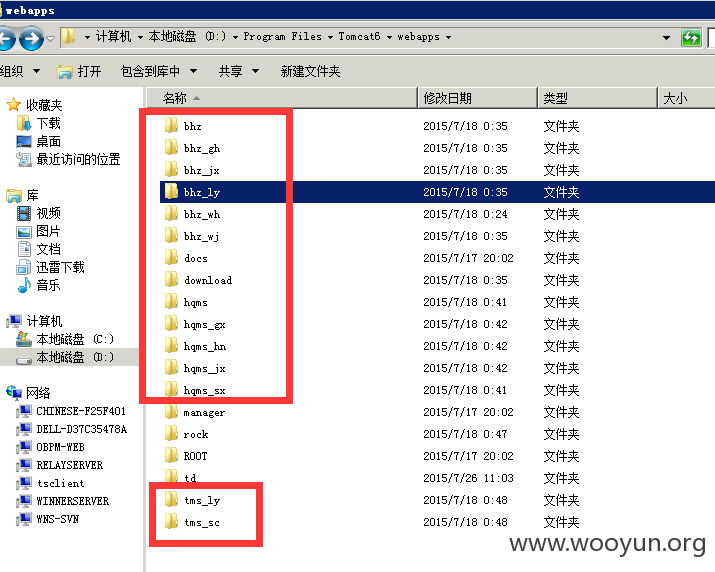 webapps
计算机 本地磁盘 (D:) Program Files Tomcat6 webapps
组织 打开 包含到库中 共享 新建文件夹
名称 修改日期 类型 大小
收藏夹
下载
桌面
最近访问的位置
库
视频
图片
文档
迅雷下载
音乐
计算机
本地磁盘 (C:)
本地磁盘 (D:)
网络
CHINESE-F25F401
DELL-D37C35478A
OBPM-WEB
RELAYSERVER
tsclient
WINNERSERVER
WNS-SVN
bhz 2015/7/18 0:35 文件夹
bhz_gh 2015/7/18 0:35 文件夹
bhz_jx 2015/7/18 0:35 文件夹
bhz_ly 2015/7/18 0:35 文件夹
bhz_wh 2015/7/18 0:24 文件夹
bhz_wj 2015/7/18 0:35 文件夹
docs 2015/7/17 20:02 文件夹
download 2015/7/18 0:35 文件夹
hqms 2015/7/18 0:41 文件夹
hqms_gx 2015/7/18 0:42 文件夹
hqms_hn 2015/7/18 0:42 文件夹
hqms_jx 2015/7/18 0:42 文件夹
hqms_sx 2015/7/18 0:41 文件夹
manager 2015/7/17 20:02 文件夹
rock 2015/7/18 0:47 文件夹
ROOT 2015/7/17 20:02 文件夹
td 2015/7/26 11:03 文件夹
tms_ly 2015/7/18 0:48 文件夹
tms_sc 2015/7/18 0:48 文件夹
www.wooyun.org